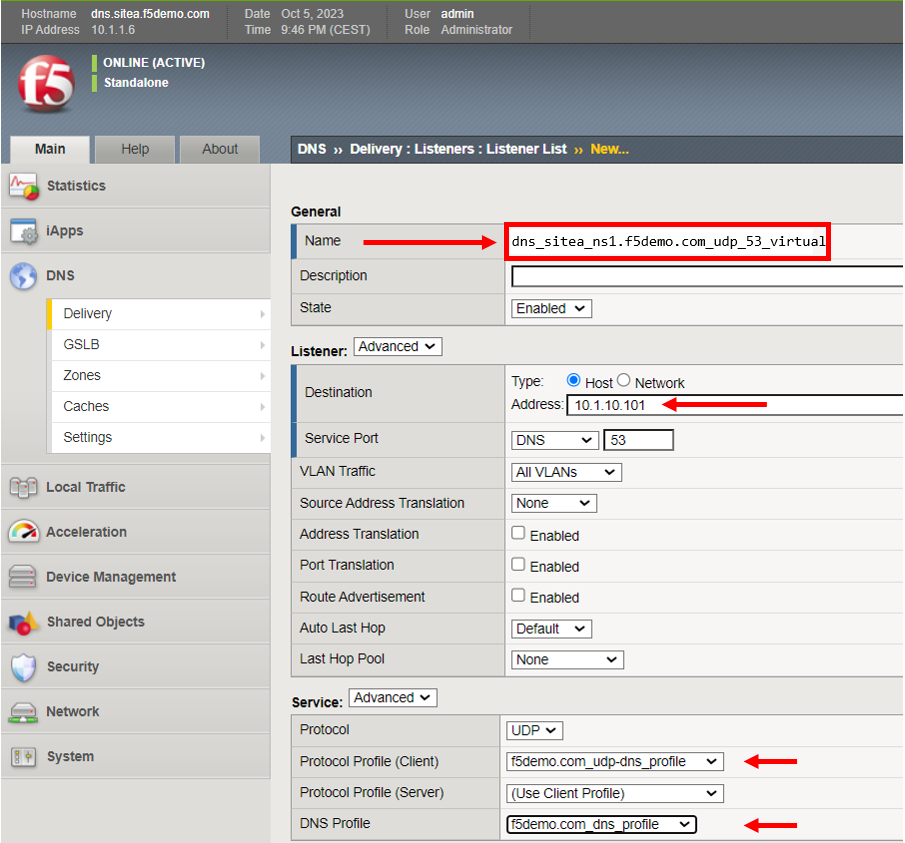 Hostname dns.sitea.f5demo.com Date Oct 5, 2023 User admin
IP Address 10.1.1.6 Time 9:46 PM (CEST) Role Administrator
f5
ONLINE (ACTIVE)
Standalone
Main Help About
DNS ›› Delivery : Listeners : Listener List ›› New...
Statistics
iApps
DNS
Delivery
GSLB
Zones
Caches
Settings
Local Traffic
Acceleration
Device Management
Shared Objects
Security
Network
System
General
Name dns_sitea_ns1.f5demo.com_udp_53_virtual
Description
State Enabled
Listener: Advanced
Destination Type: Host Network
Address: 10.1.10.101
Service Port DNS 53
VLAN Traffic All VLANs
Source Address Translation None
Address Translation Enabled
Port Translation Enabled
Route Advertisement Enabled
Auto Last Hop Default
Last Hop Pool None
Service: Advanced
Protocol UDP
Protocol Profile (Client) f5demo.com_udp-dns_profile
Protocol Profile (Server) (Use Client Profile)
DNS Profile f5demo.com_dns_profile